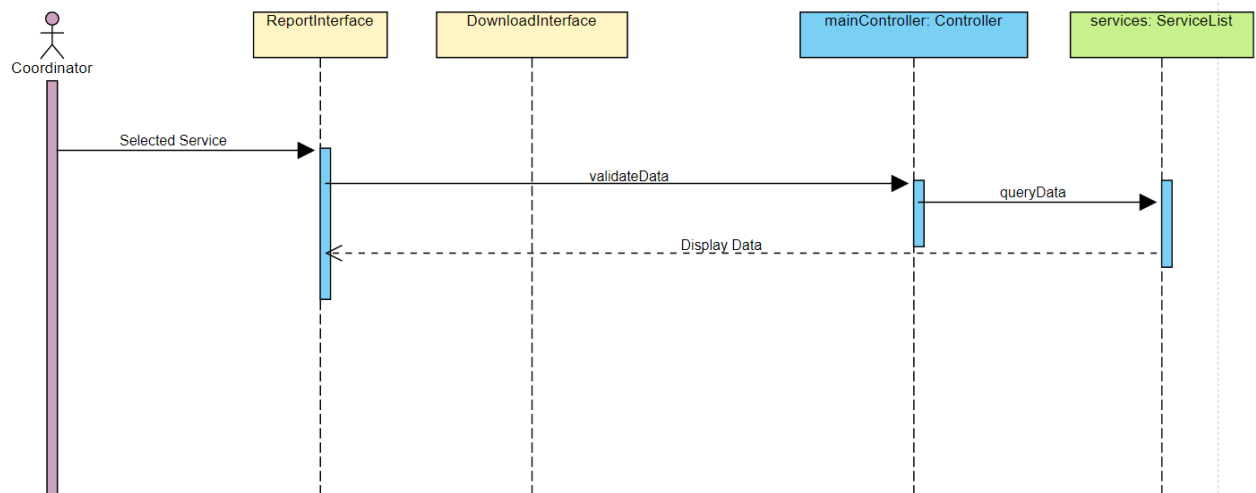 ReportInterface
DownloadInterface
mainController: Controller
services: ServiceList
Coordinator
Selected Service
validateData
queryData
Display Data